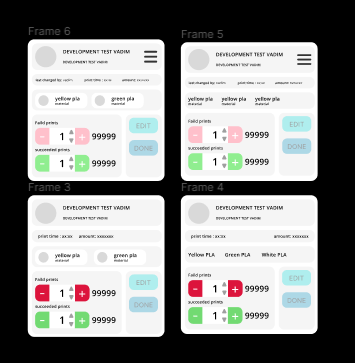 Frame 6
DEVELOPMENT TEST VADIM
DEVELOPMENT TEST VADIM
last changed by: vadim print time : xx:xx amount: xxxxxxx
yellow pla
material
green pla
material
Faild prints
- 1 + 99999
succeeded prints
- 1 + 99999
EDIT
DONE
Frame 5
DEVELOPMENT TEST VADIM
DEVELOPMENT TEST VADIM
last changed by: vadim print time : xx:xx amount: xxxxxxx
yellow pla
material
yellow pla
material
yellow pla
material
Faild prints
- 1 + 99999
succeeded prints
- 1 + 99999
EDIT
DONE
Frame 3
DEVELOPMENT TEST VADIM
DEVELOPMENT TEST VADIM
print time : xx:xx amount: xxxxxxx
yellow pla
material
green pla
material
Faild prints
- 1 + 99999
succeeded prints
- 1 + 99999
EDIT
DONE
Frame 4
DEVELOPMENT TEST VADIM
DEVELOPMENT TEST VADIM
print time : xx:xx amount: xxxxxxx
Yellow PLA Green PLA White PLA
Faild prints
- 1 + 99999
succeeded prints
- 1 + 99999
EDIT
DONE